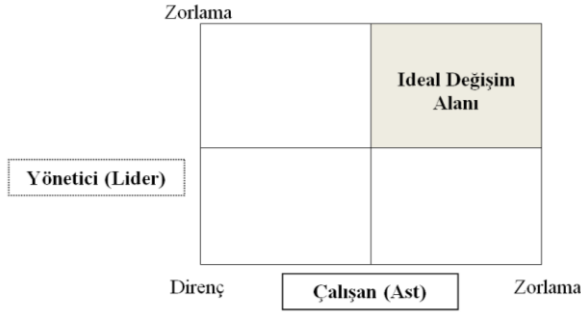 Zorlama
Ideal Değişim
Alanı
Yönetici (Lider)
Direnç
Çalışan (Ast)
Zorlama